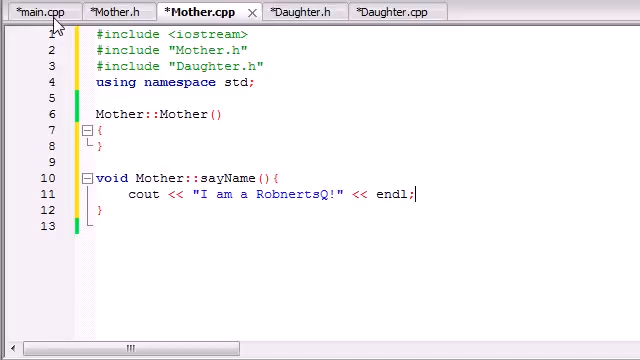 *main.cpp *Mother.h *Mother.cpp *Daughter.h *Daughter.cpp
1 #include <iostream>
2 #include "Mother.h"
3 #include "Daughter.h"
4 using namespace std;
5
6 Mother::Mother()
7 {
8 }
9
10 void Mother::sayName(){
11 cout << "I am a RobnertsQ!" << endl;
12 }
13